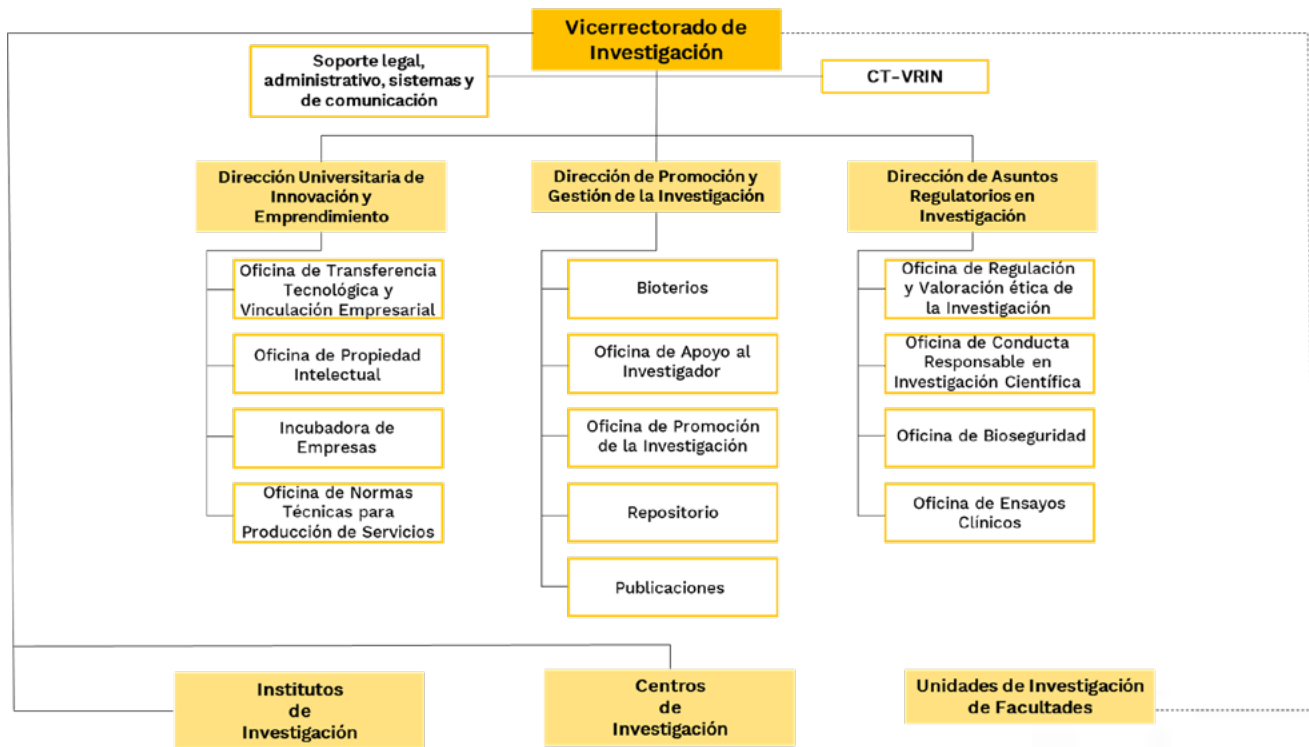 Vicerrectorado de
Investigación
Soporte legal,
administrativo, sistemas y
de comunicación
CT-VRIN
Dirección Universitaria de
Innovación y
Emprendimiento
Dirección de Promoción y
Gestión de la Investigación
Dirección de Asuntos
Regulatorios en
Investigación
Oficina de Transferencia
Tecnológica y
Vinculación Empresarial
Oficina de Propiedad
Intelectual
Incubadora de
Empresas
Oficina de Normas
Técnicas para
Producción de Servicios
Bioterios
Oficina de Apoyo al
Investigador
Oficina de Promoción
de la Investigación
Repositorio
Publicaciones
Oficina de Regulación
y Valoración ética de
la Investigación
Oficina de Conducta
Responsable en
Investigación Científica
Oficina de Bioseguridad
Oficina de Ensayos
Clínicos
Institutos
de
Investigación
Centros
de
Investigación
Unidades de Investigación
de Facultades